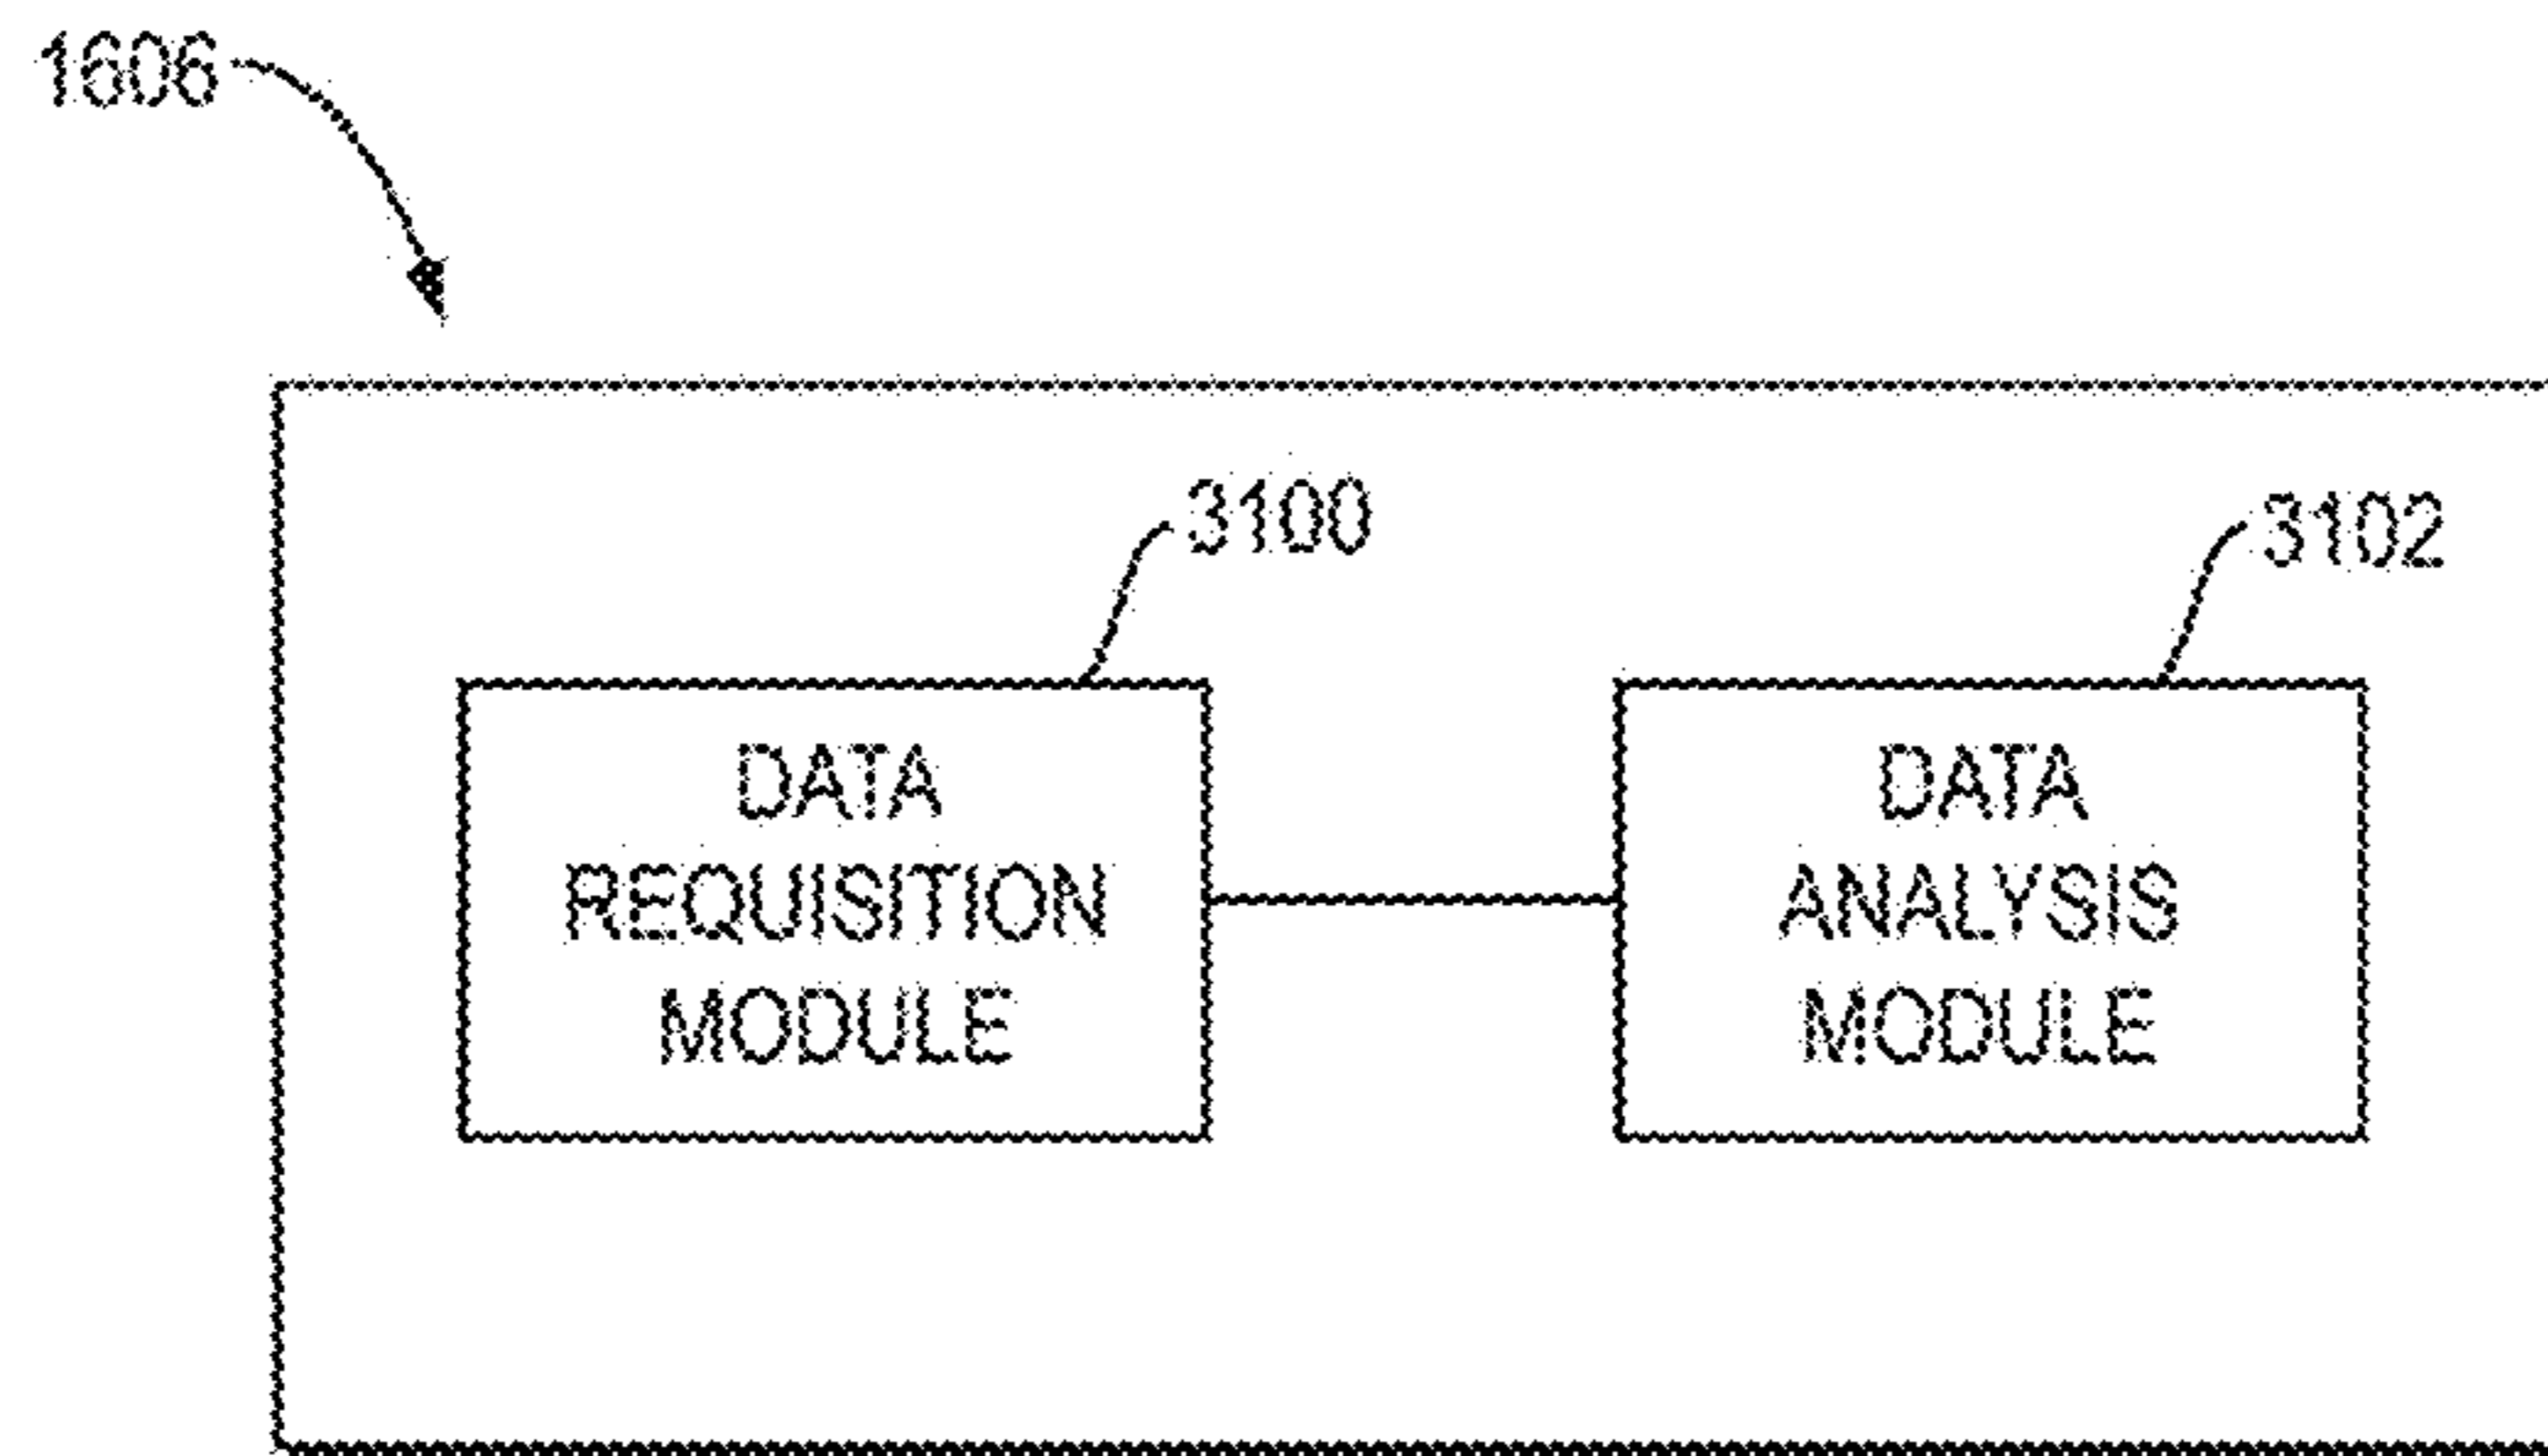 1606
3100
3102
DATA
REQUISITION
MODULE
DATA
ANALYSIS
MODULE